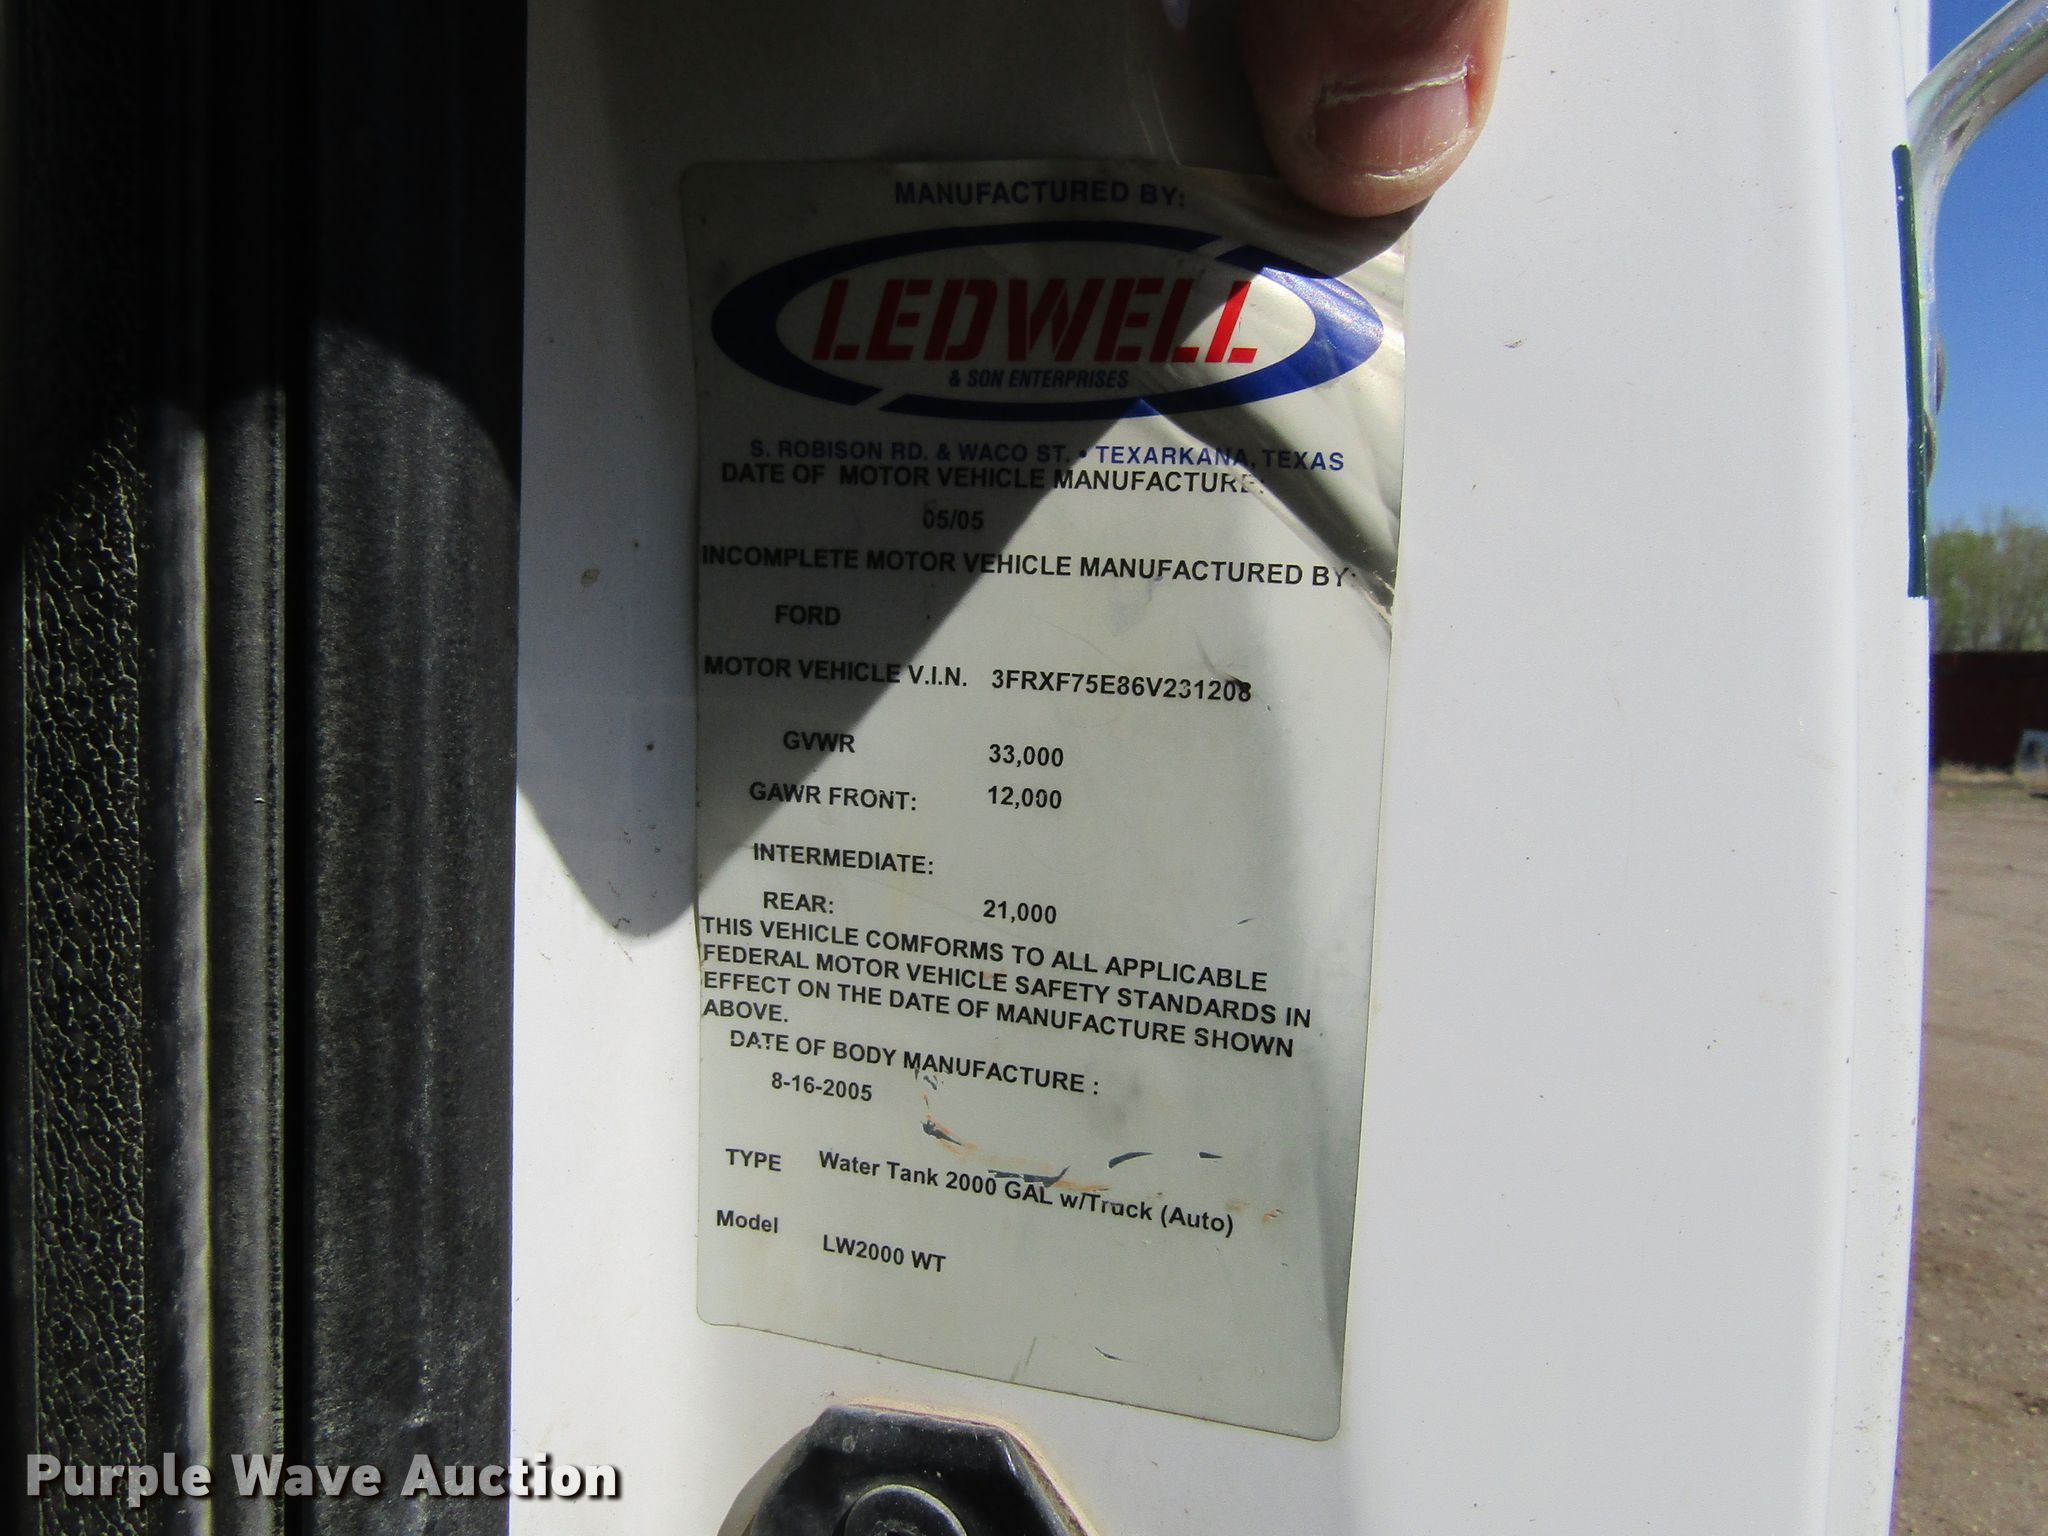 MANUFACTURED BY:
LEDWELL
& SON ENTERPRISES
S. ROBISON RD. & WACO ST. • TEXARKANA, TEXAS
DATE OF MOTOR VEHICLE MANUFACTURE:
05/05
INCOMPLETE MOTOR VEHICLE MANUFACTURED BY:
FORD
MOTOR VEHICLE V.I.N. 3FRXF75E86V231208
GVWR 33,000
GAWR FRONT: 12,000
INTERMEDIATE:
REAR: 21,000
THIS VEHICLE COMFORMS TO ALL APPLICABLE
FEDERAL MOTOR VEHICLE SAFETY STANDARDS IN
EFFECT ON THE DATE OF MANUFACTURE SHOWN
ABOVE.
DATE OF BODY MANUFACTURE :
8-16-2005
TYPE Water Tank 2000 GAL w/Truck (Auto)
Model LW2000 WT
Purple Wave Auction